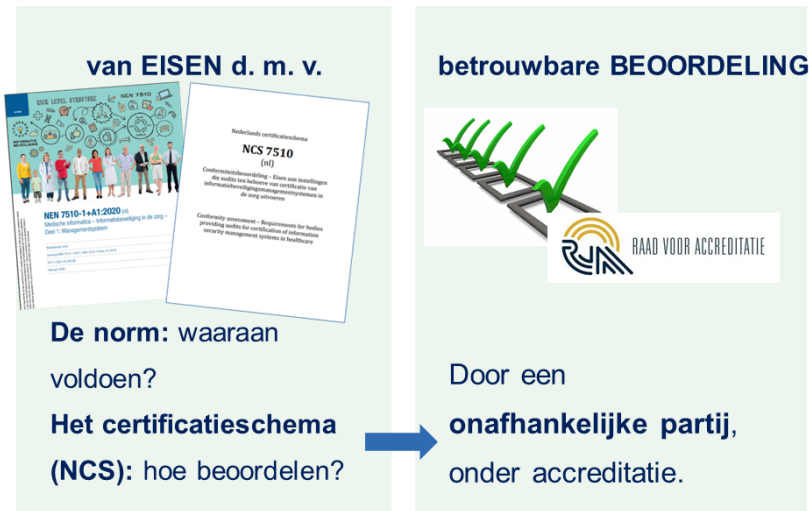 van EISEN d. m. v.
NEN 7510
INFORMATIE
BEVEILIGING
NEN 7510-1+A1:2020 (nl)
Medische informatica – Informatiebeveiliging in de zorg –
Deel 1: Managementsysteem
Nederlands certificatieschema
NCS 7510
(nl)
Conformiteitsbeoordeling – Eisen aan instellingen
die audits ten behoeve van certificatie van
informatiebeveiligingsmanagementsystemen in
de zorg uitvoeren
Conformity assessment – Requirements for bodies
providing audits for certification of information
security management systems in healthcare
De norm: waaraan
voldoen?
Het certificatieschema
(NCS): hoe beoordelen?
betrouwbare BEOORDELING
RAAD VOOR ACCREDITATIE
Door een
onafhankelijke partij,
onder accreditatie.